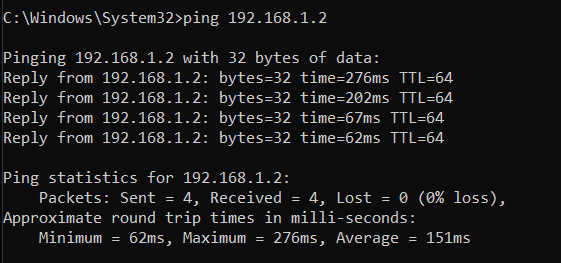 C:\Windows\System32>ping 192.168.1.2
Pinging 192.168.1.2 with 32 bytes of data:
Reply from 192.168.1.2: bytes=32 time=276ms TTL=64
Reply from 192.168.1.2: bytes=32 time=202ms TTL=64
Reply from 192.168.1.2: bytes=32 time=67ms TTL=64
Reply from 192.168.1.2: bytes=32 time=62ms TTL=64
Ping statistics for 192.168.1.2:
    Packets: Sent = 4, Received = 4, Lost = 0 (0% loss),
Approximate round trip times in milli-seconds:
    Minimum = 62ms, Maximum = 276ms, Average = 151ms